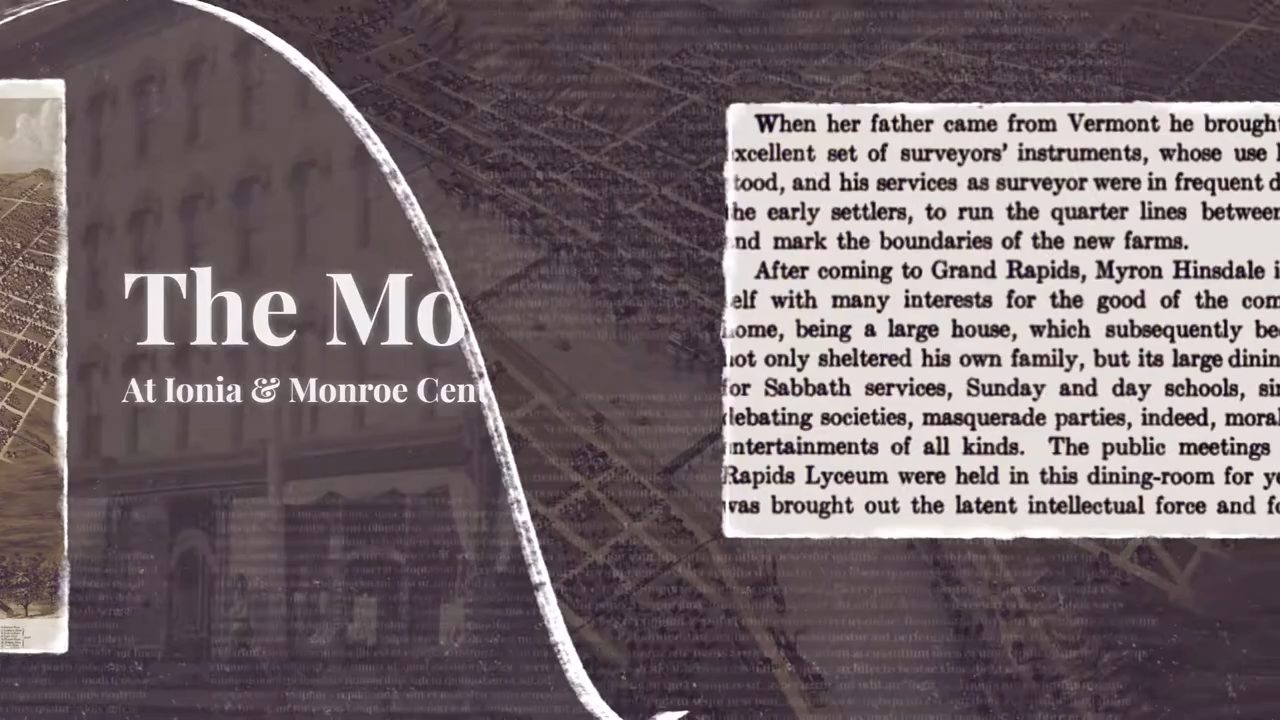 The Mo
At Ionia & Monroe Cent
When her father came from Vermont he brought
xcellent set of surveyors' instruments, whose use
tood, and his services as surveyor were in frequent d
he early settlers, to run the quarter lines between
nd mark the boundaries of the new farms.
After coming to Grand Rapids, Myron Hinsdale i
elf with many interests for the good of the com
ome, being a large house, which subsequently be
ot only sheltered his own family, but its large dinin
for Sabbath services, Sunday and day schools, sin
lebating societies, masquerade parties, indeed, moral
ntertainments of all kinds. The public meetings
Rapids Lyceum were held in this dining-room for ye
was brought out the latent intellectual force and fo